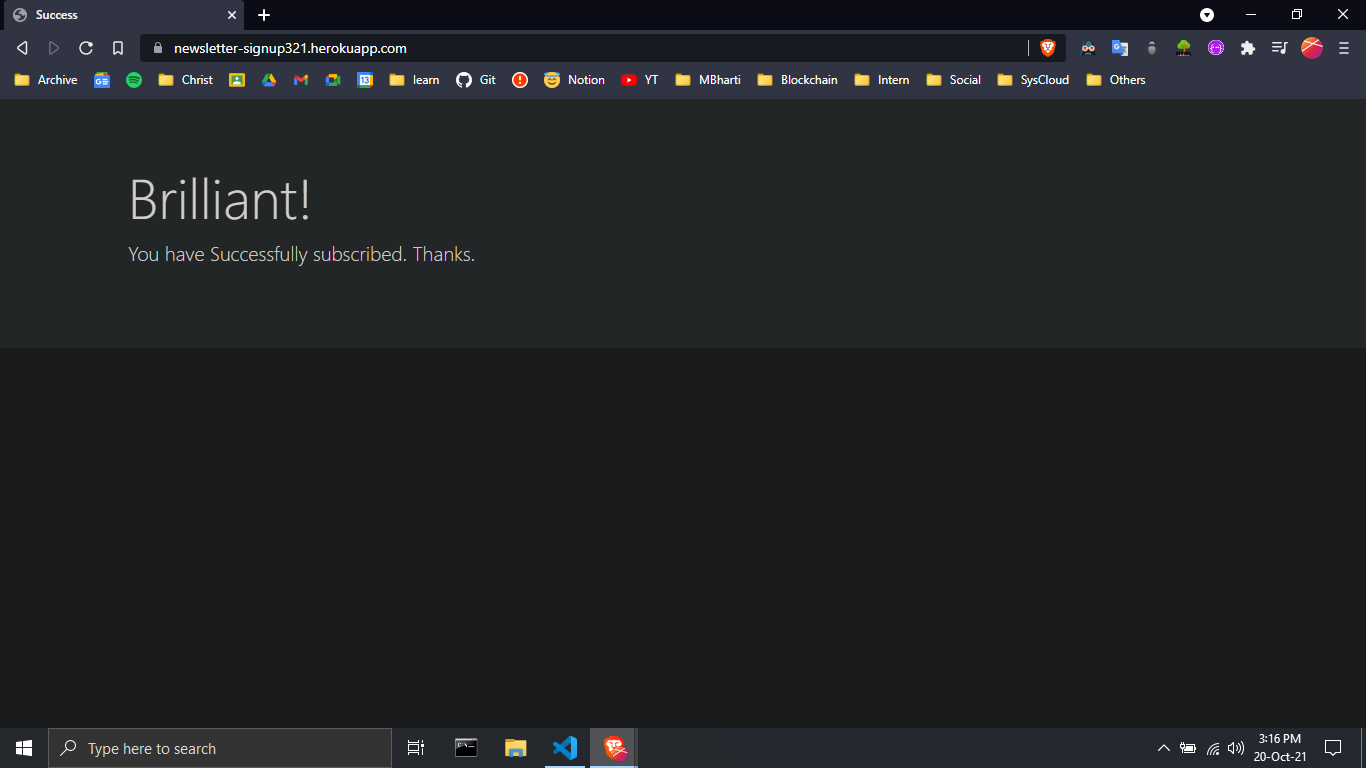 Success
newsletter-signup321.herokuapp.com
Archive Christ learn Git Notion YT MBharti Blockchain Intern Social SysCloud Others
Brilliant!
You have Successfully subscribed. Thanks.
Type here to search
3:16 PM
20-Oct-21